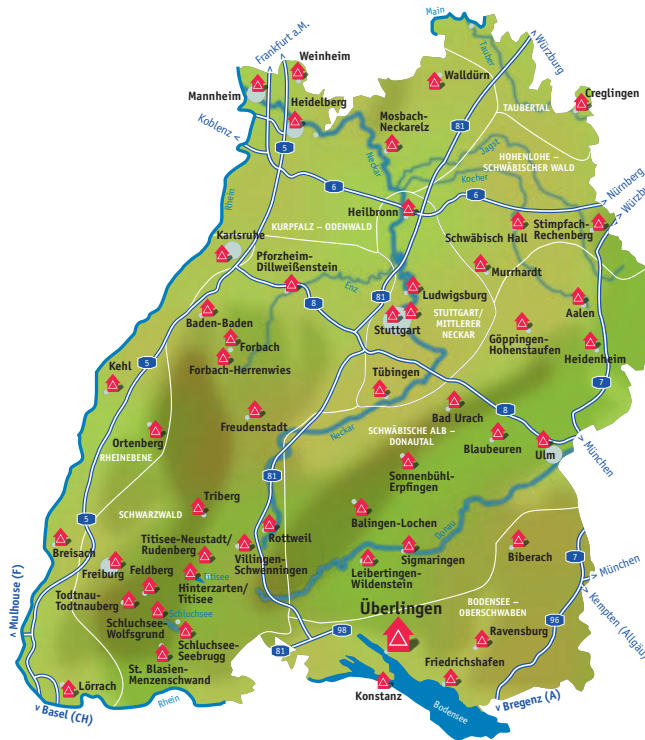 Main
Frankfurt a.M.
Weinheim
Tauber
Würzburg
Walldürn
Creglingen
Mannheim
Heidelberg
TAUBERTAL
Mosbach-
Neckarelz
Koblenz
81
5
Jagst
Neckar
HOHENLOHE –
SCHWÄBISCHER WALD
Kocher
6
6
Nürnberg
Rhein
Heilbronn
KURPFALZ – ODENWALD
Schwäbisch Hall
Stimpfach-
Rechenberg
Karlsruhe
Pforzheim-
Dillweißenstein
Murrhardt
Enz
8
81
Ludwigsburg
Aalen
Baden-Baden
Stuttgart
STUTTGART/
MITTLERER
NECKAR
Göppingen-
Hohenstaufen
Heidenheim
Forbach
Forbach-Herrenwies
5
Kehl
Tübingen
7
Freudenstadt
Bad Urach
8
Ortenberg
Neckar
SCHWÄBISCHE ALB –
DONAUTAL
Blaubeuren
Ulm
München
RHEINEBENE
Sonnenbühl-
Erpfingen
81
Triberg
SCHWARZWALD
Balingen-Lochen
Donau
5
Rottweil
Titisee-Neustadt/
Rudenberg
Breisach
Villingen-
Schwenningen
Sigmaringen
Biberach
7
Freiburg
Feldberg
Titisee
Hinterzarten/
Titisee
Leibertingen-
Wildenstein
München
Todtnau-
Todtnauberg
Überlingen
BODENSEE –
OBERSCHWABEN
Kempten (Allgäu)
Mulhouse (F)
Schluchsee
Schluchsee-
Wolfsgrund
96
98
Schluchsee-
Seebrugg
81
Ravensburg
St. Blasien-
Menzenschwand
Friedrichshafen
Lörrach
Konstanz
Rhein
Bodensee
Basel (CH)
Bregenz (A)